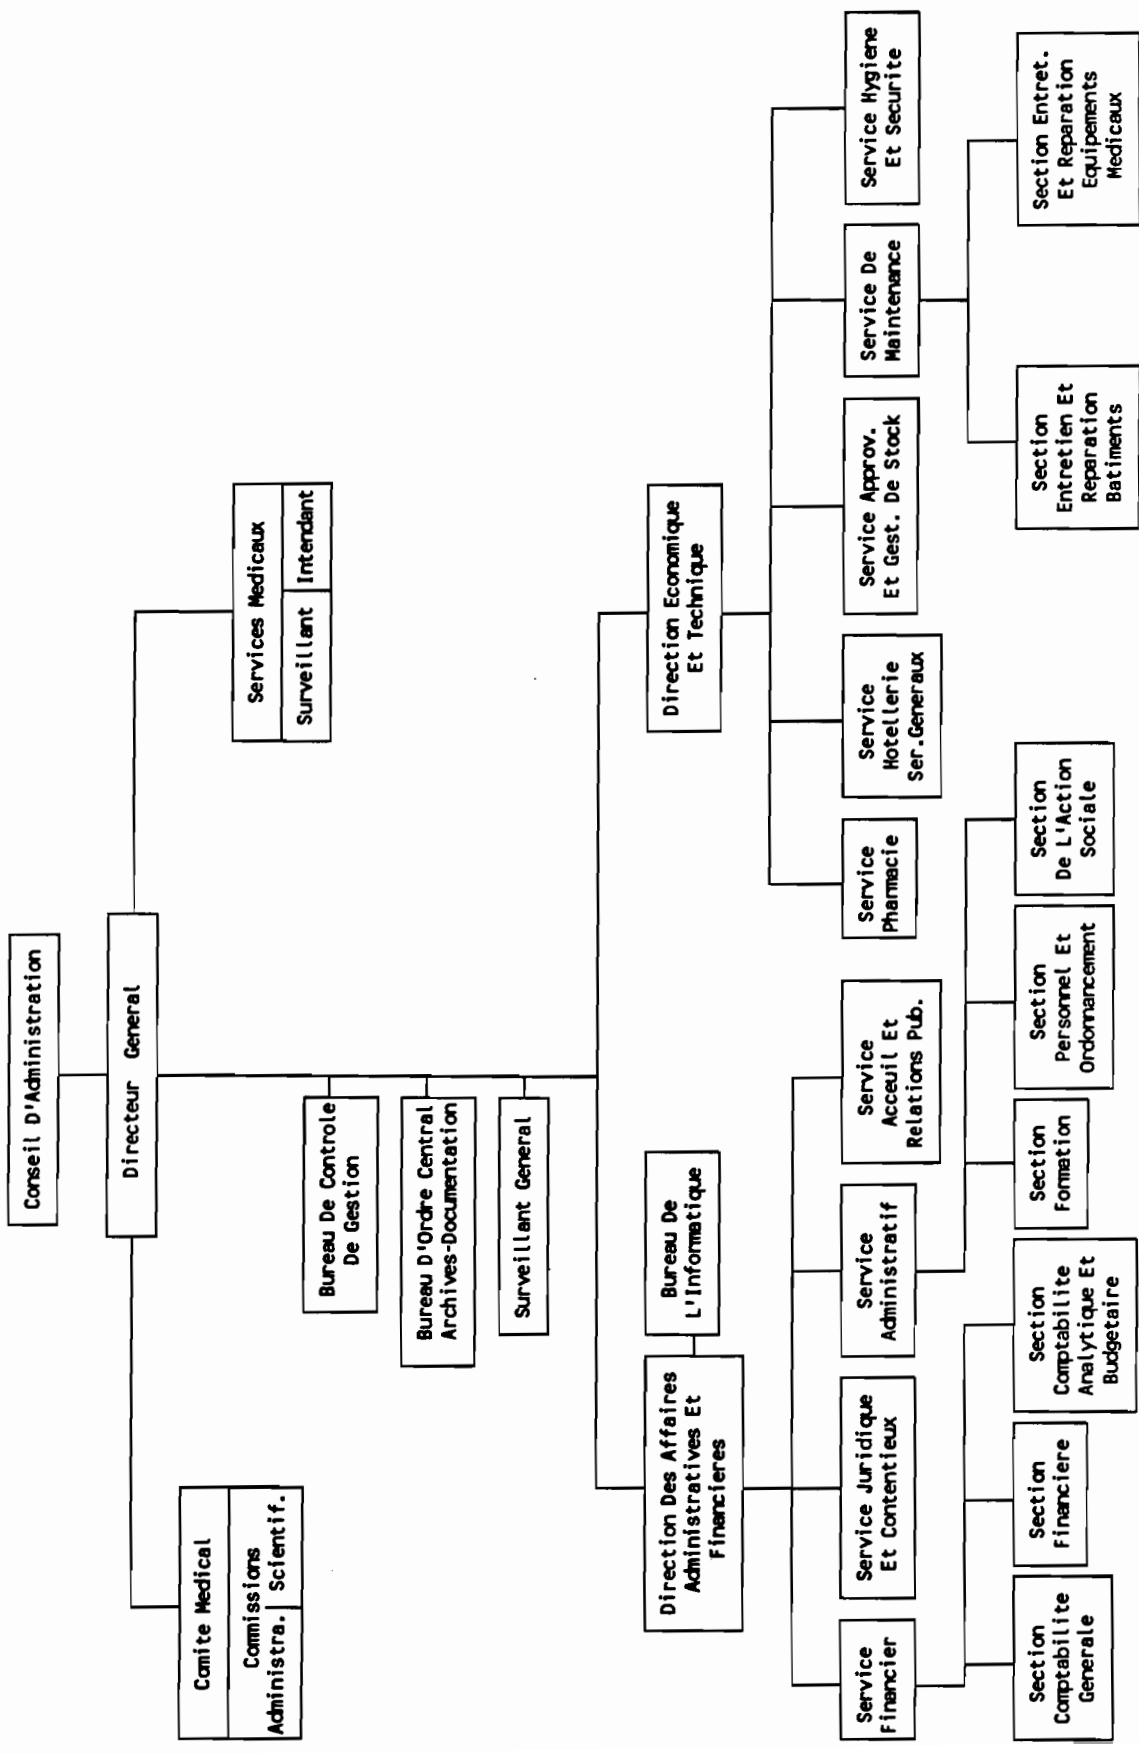 Conseil D'Administration
Directeur General
Comite Medical
Commissions
Administra. Scientif.
Services Medicaux
Surveillant Intendant
Bureau De Controle
De Gestion
Bureau D'Ordre Central
Archives-Documentation
Surveillant General
Direction Des Affaires
Administratives Et
Financieres
Bureau De
L'Informatique
Direction Economique
Et Technique
Service
Financier
Service Juridique
Et Contentieux
Service
Administratif
Service
Acceuil Et
Relations Pub.
Service
Pharmacie
Service
Hotellerie
Ser.Generaux
Service Approv.
Et Gest. De Stock
Service De
Maintenance
Service Hygiene
Et Securite
Section
Comptabilite
Generale
Section
Financiere
Section
Comptabilite
Analytique Et
Budgetaire
Section
Formation
Section
Personnel Et
Ordonnancement
Section
De L'Action
Sociale
Section
Entretien Et
Reparation
Batiments
Section Entret.
Et Reparation
Equipements
Medicaux